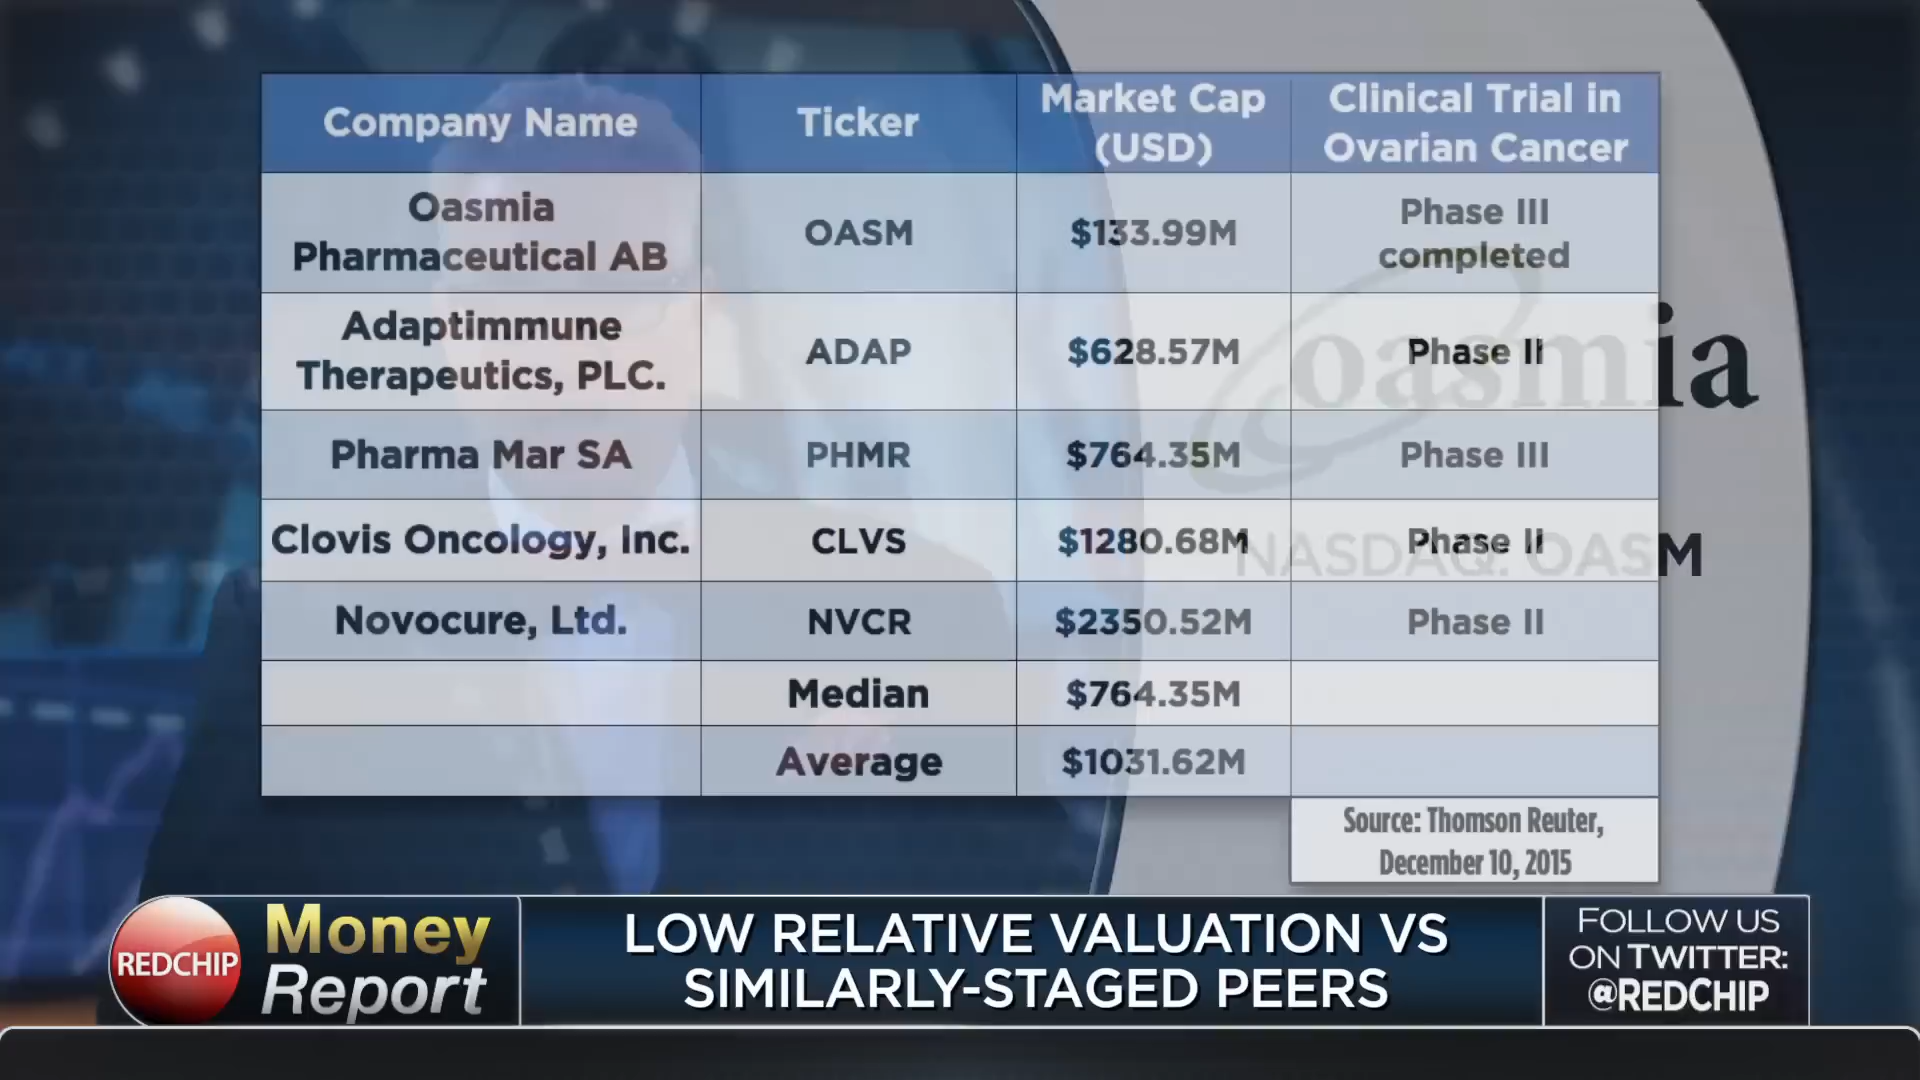 Company Name
Ticker
Market Cap
(USD)
Clinical Trial in
Ovarian Cancer
Oasmia
Pharmaceutical AB
OASM
$133.99M
Phase III
completed
Adaptimmune
Therapeutics, PLC.
ADAP
$628.57M
Phase II
Pharma Mar SA
PHMR
$764.35M
Phase III
Clovis Oncology, Inc.
CLVS
$1280.68M
Phase II
Novocure, Ltd.
NVCR
$2350.52M
Phase II
Median
$764.35M
Average
$1031.62M
Source: Thomson Reuter,
December 10, 2015
oasmia
NASDAQ: OASM
REDCHIP
Money
Report
LOW RELATIVE VALUATION VS
SIMILARLY-STAGED PEERS
FOLLOW US
ON TWITTER:
@REDCHIP